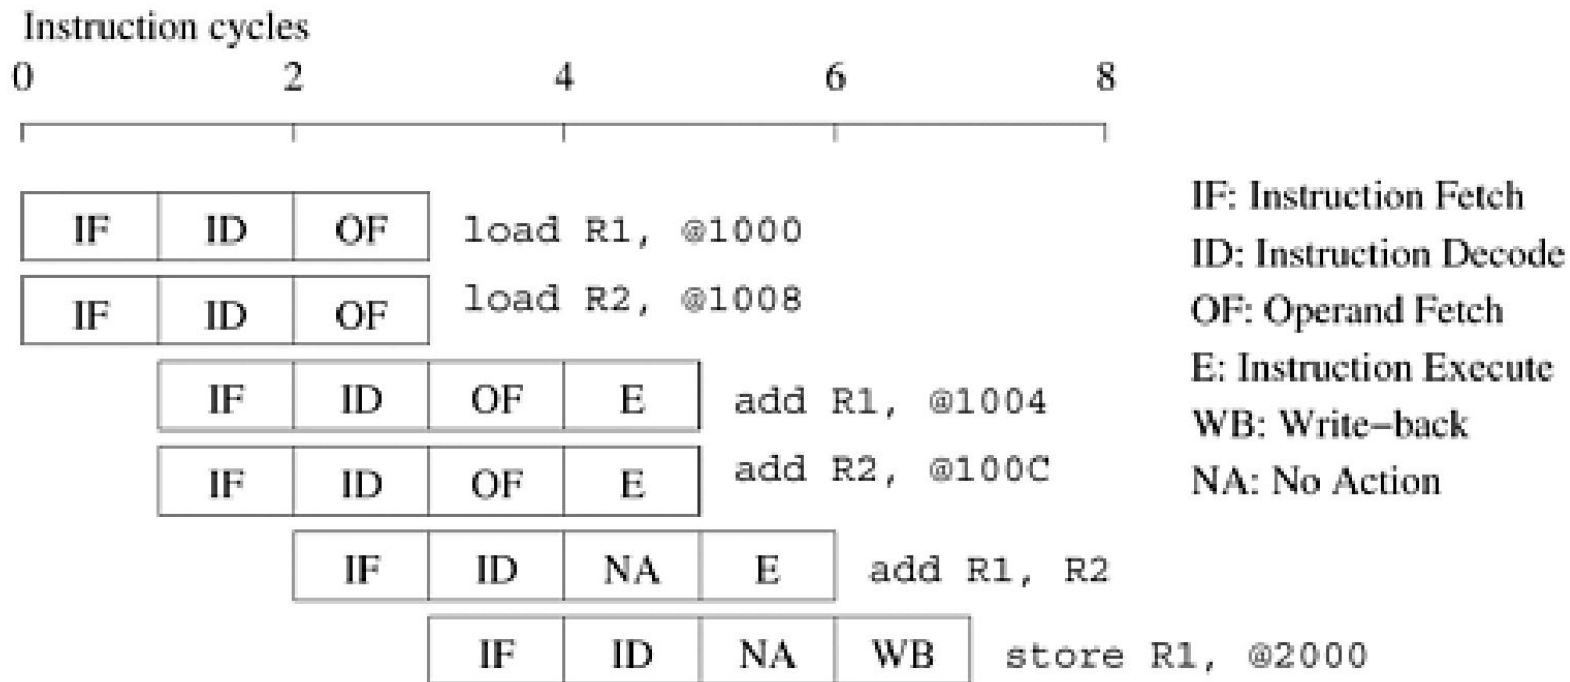 Instruction cycles
0 2 4 6 8
IF ID OF load R1, @1000
IF ID OF load R2, @1008
IF ID OF E add R1, @1004
IF ID OF E add R2, @100C
IF ID NA E add R1, R2
IF ID NA WB store R1, @2000
IF: Instruction Fetch
ID: Instruction Decode
OF: Operand Fetch
E: Instruction Execute
WB: Write−back
NA: No Action